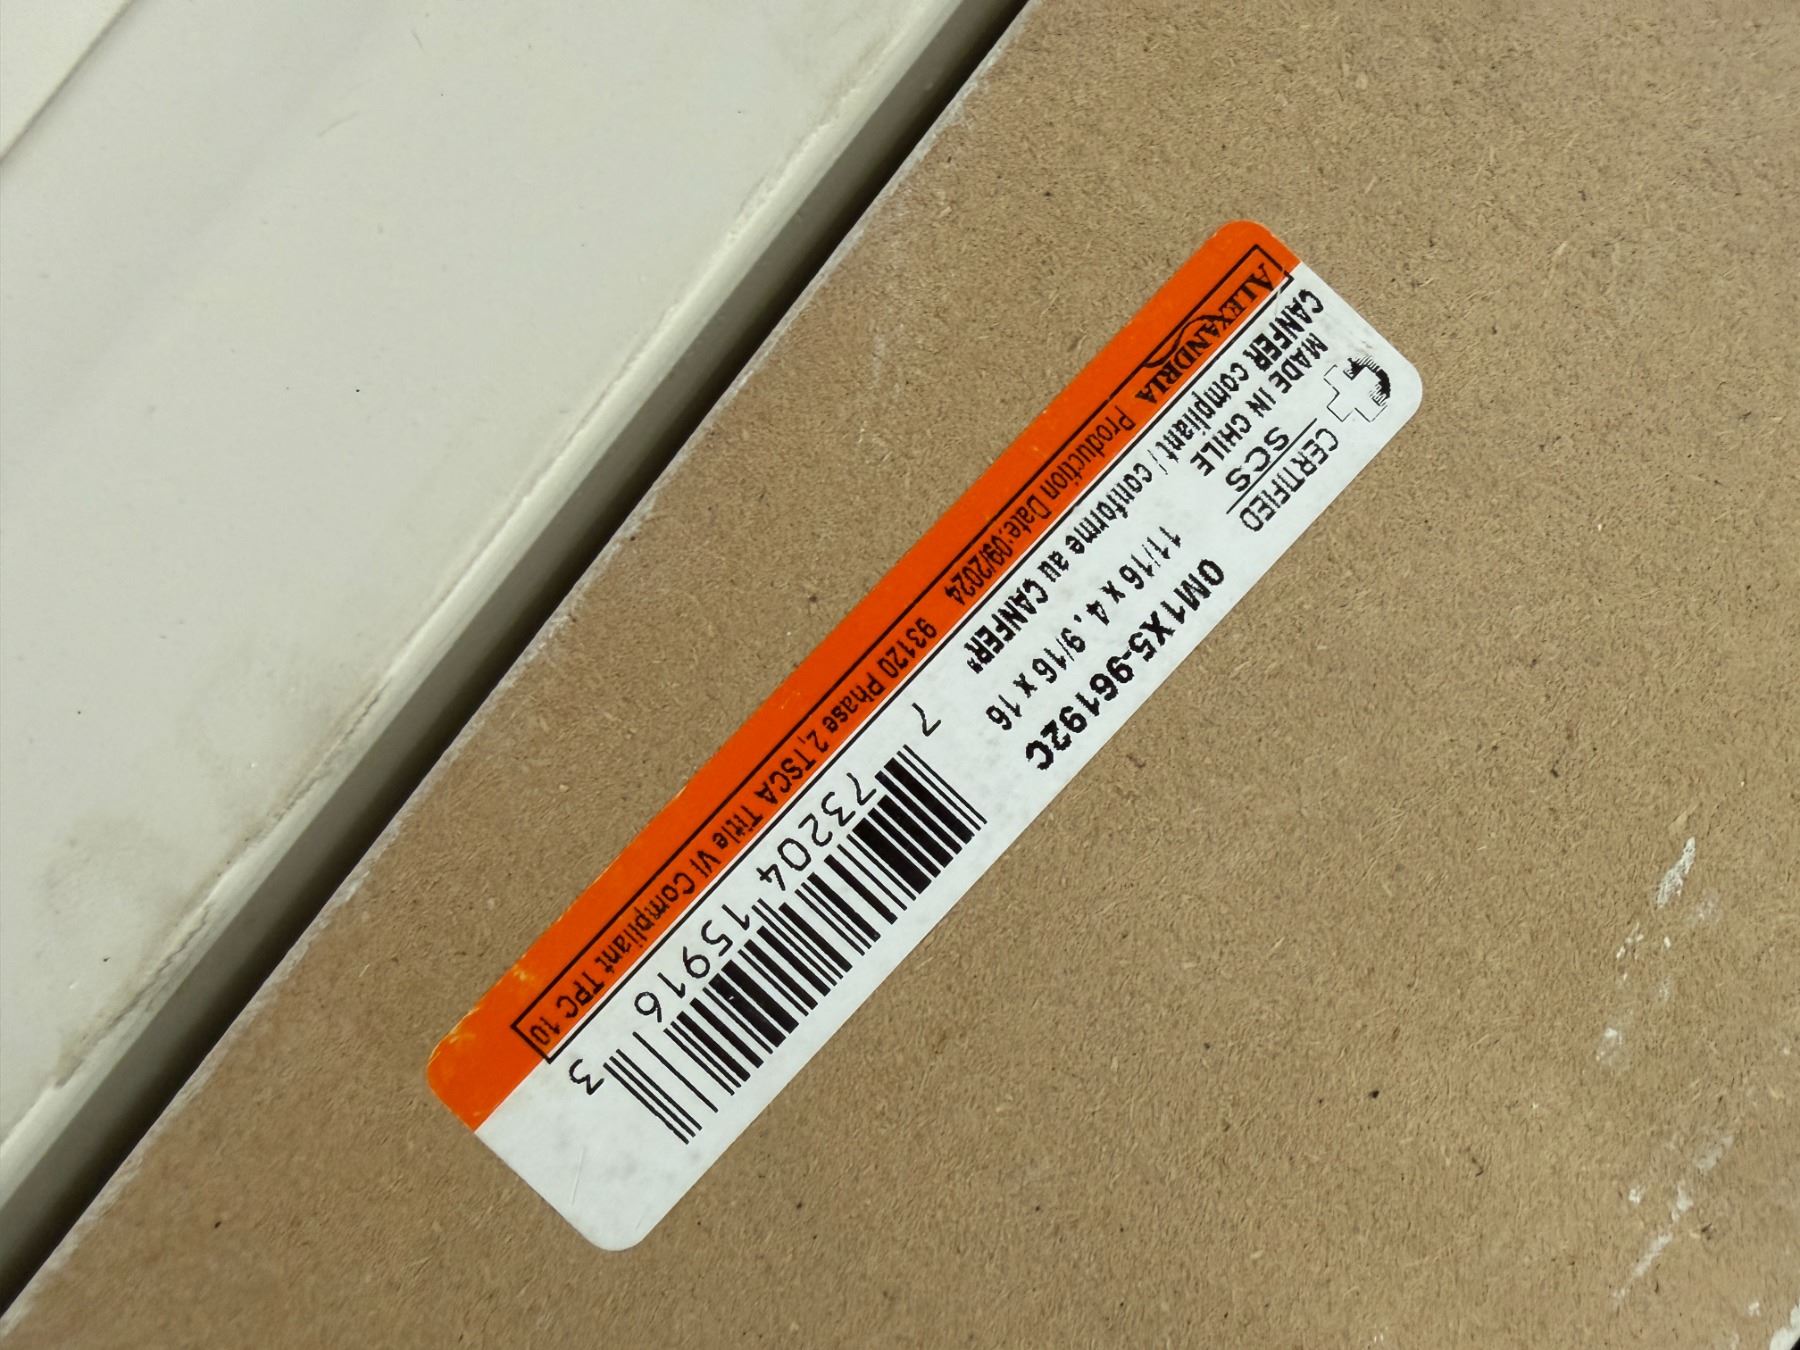 ALEXANDRIA Production Date:09/2024 93120 Phase 2,TSCA Title VI Compliant TPC 10
CANFER compliant / conforme au CANFER"
MADE IN CHILE
SCS
CERTIFIED
11/16 x 4, 9/16 x 16
0M1X5-96192C
7 73204 15916 3